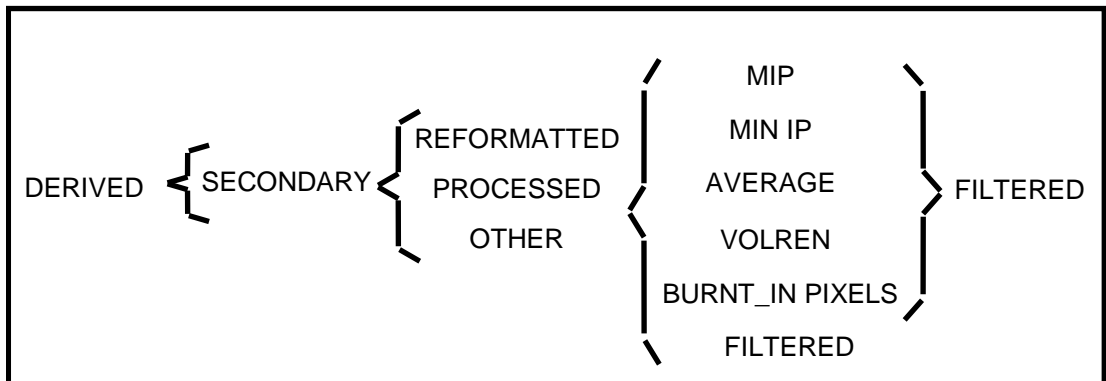 DERIVED
SECONDARY
REFORMATTED
PROCESSED
OTHER
MIP
MIN IP
AVERAGE
VOLREN
BURNT_IN PIXELS
FILTERED
FILTERED